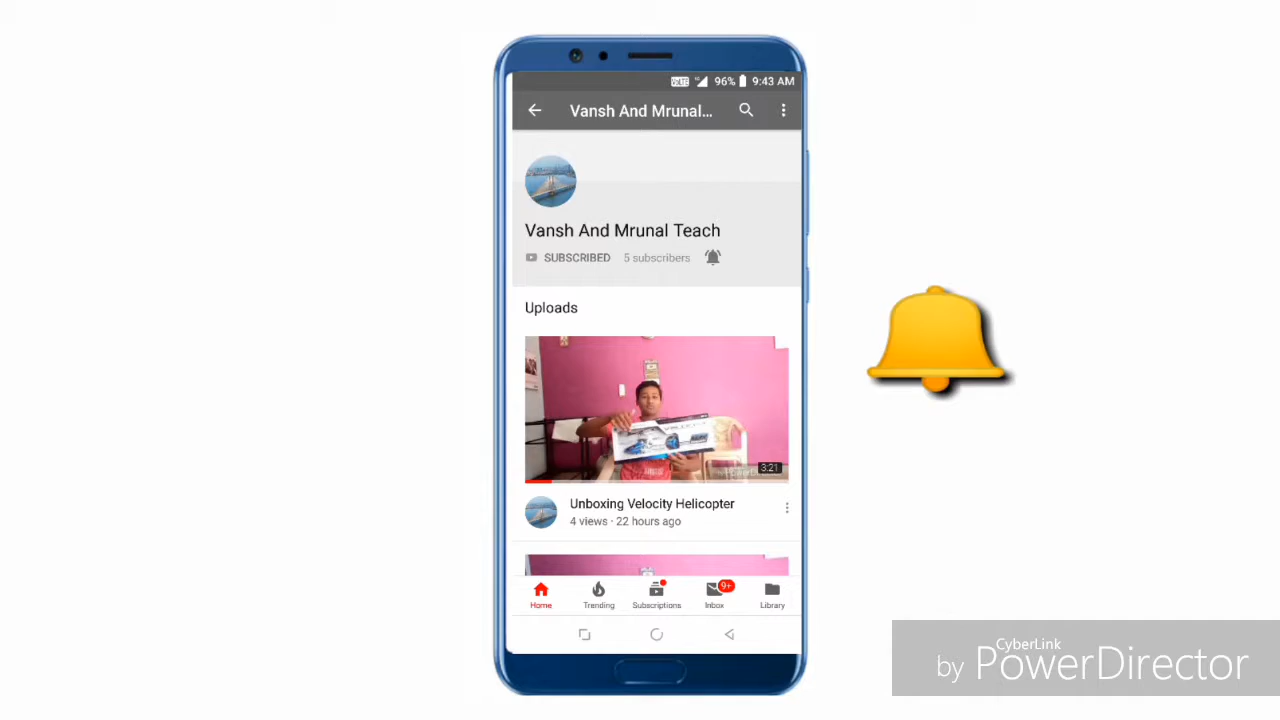 VoLTE 96% 9:43 AM
Vansh And Mrunal...
Vansh And Mrunal Teach
SUBSCRIBED 5 subscribers
Uploads
3:21
Unboxing Velocity Helicopter
4 views · 22 hours ago
9+
Home Trending Subscriptions Inbox Library
CyberLink
by PowerDirector